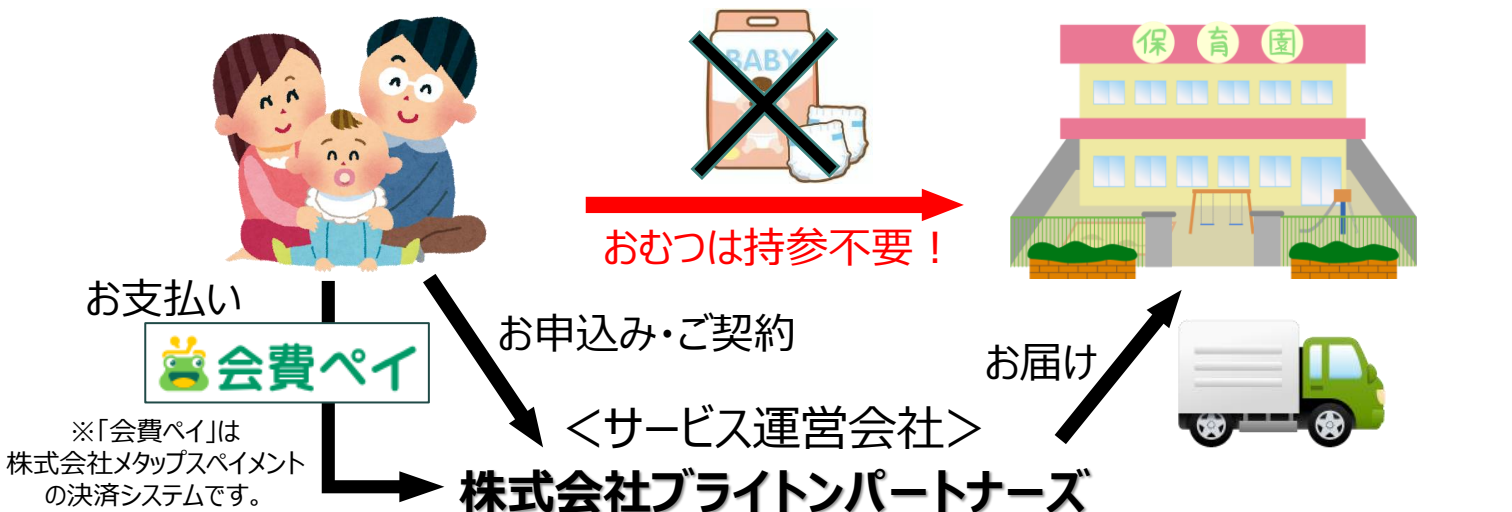 BABY
保育園
おむつは持参不要！
お支払い
会費ペイ
お申込み・ご契約
お届け
※「会費ペイ」は
株式会社メタップスペイメント
の決済システムです。
＜サービス運営会社＞
株式会社ブライトンパートナーズ